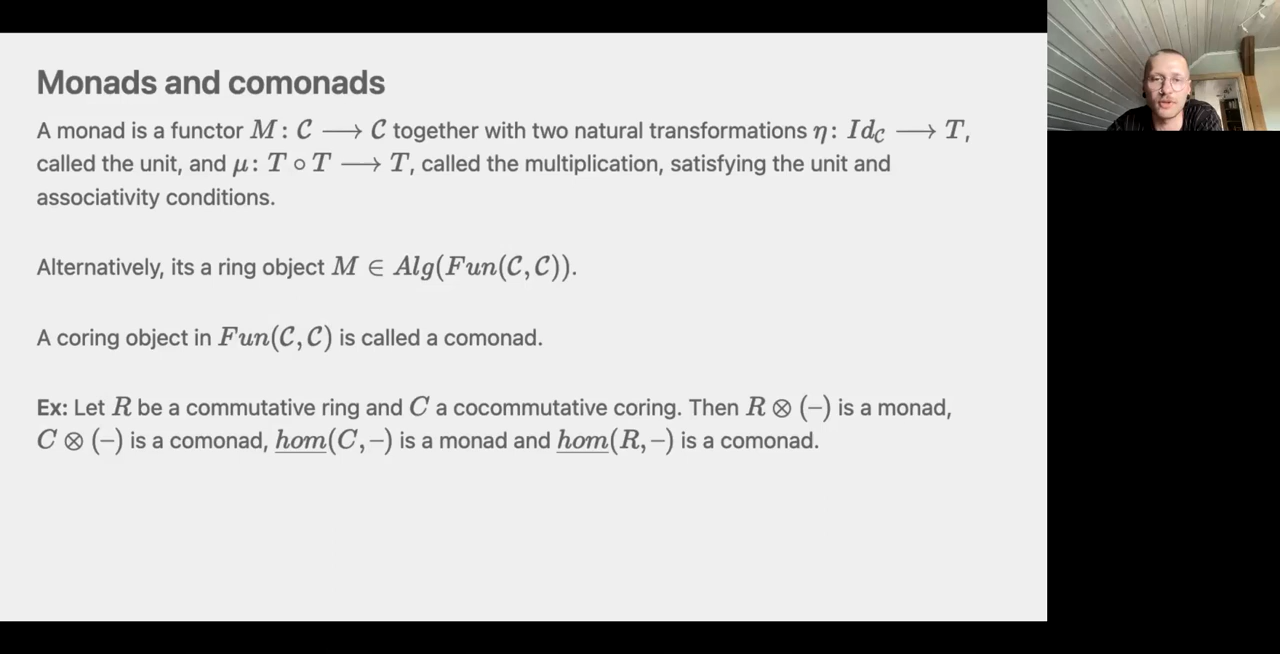 Monads and comonads
A monad is a functor M: 𝒞 ⟶ 𝒞 together with two natural transformations η: Id_𝒞 ⟶ T,
called the unit, and μ: T ∘ T ⟶ T, called the multiplication, satisfying the unit and
associativity conditions.
Alternatively, its a ring object M ∈ Alg(Fun(𝒞, 𝒞)).
A coring object in Fun(𝒞, 𝒞) is called a comonad.
Ex: Let R be a commutative ring and C a cocommutative coring. Then R ⊗ (−) is a monad,
C ⊗ (−) is a comonad, hom(C, −) is a monad and hom(R, −) is a comonad.